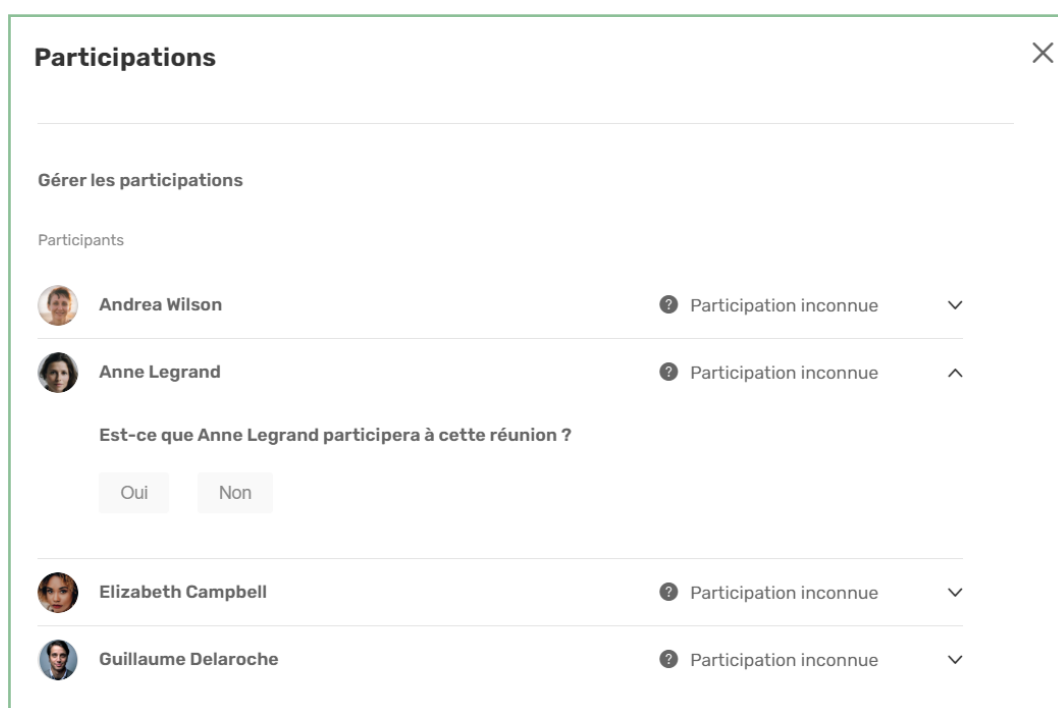 Participations
Gérer les participations
Participants
Andrea Wilson ? Participation inconnue
Anne Legrand ? Participation inconnue
Est-ce que Anne Legrand participera à cette réunion ?
Oui Non
Elizabeth Campbell ? Participation inconnue
Guillaume Delaroche ? Participation inconnue